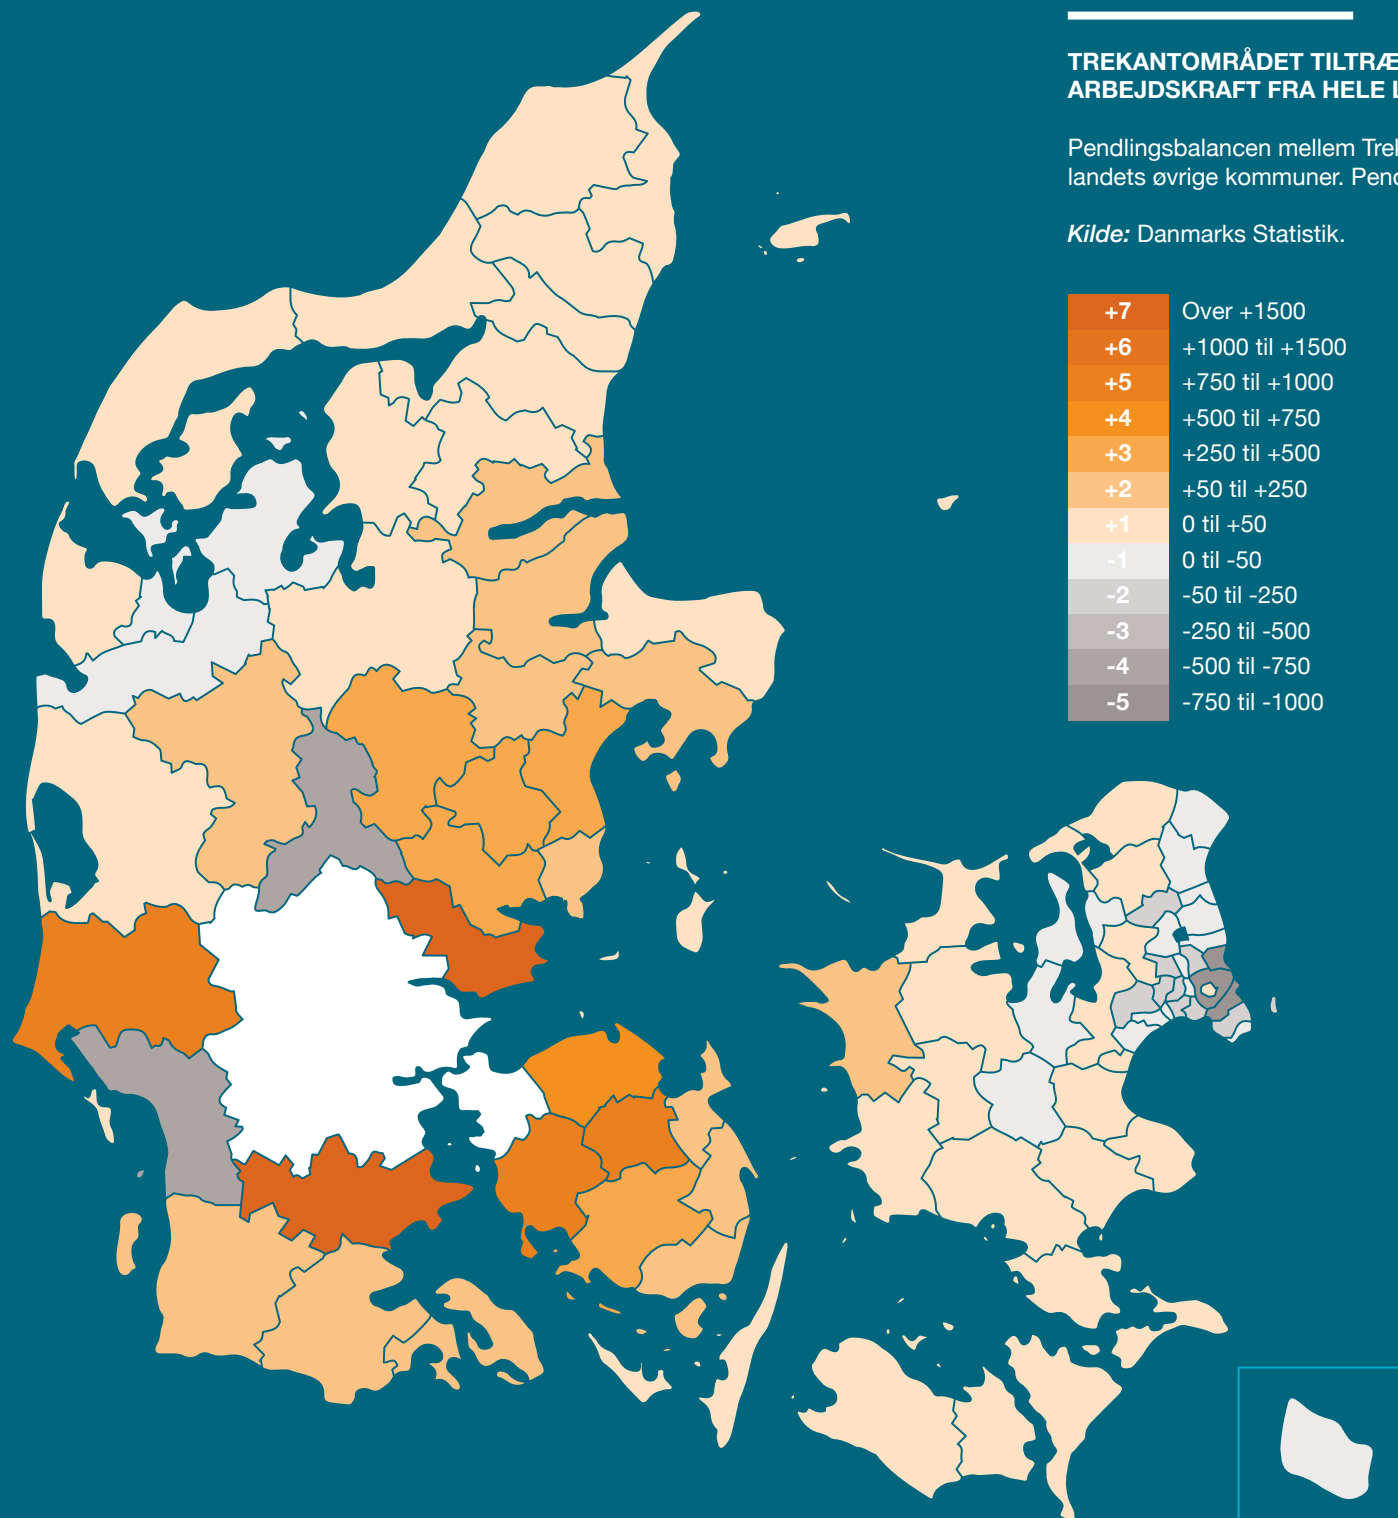 TREKANTOMRÅDET TILTRÆ
ARBEJDSKRAFT FRA HELE L
Pendlingsbalancen mellem Trek
landets øvrige kommuner. Pend
Kilde: Danmarks Statistik.
+7 Over +1500
+6 +1000 til +1500
+5 +750 til +1000
+4 +500 til +750
+3 +250 til +500
+2 +50 til +250
+1 0 til +50
-1 0 til -50
-2 -50 til -250
-3 -250 til -500
-4 -500 til -750
-5 -750 til -1000